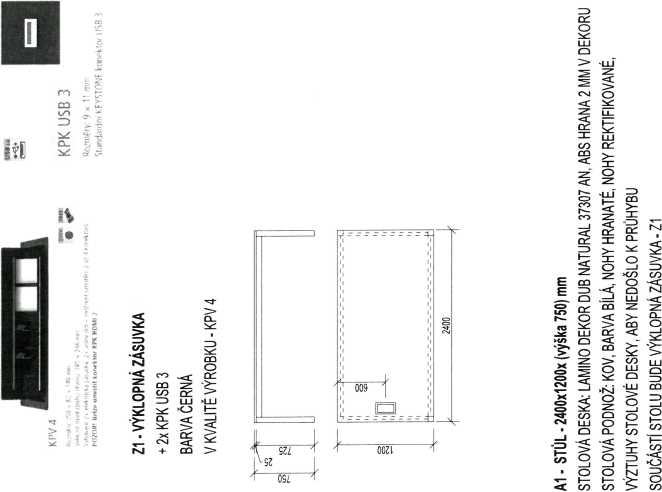 A1 - STŮL - 2400x1200x (výška 750) mm
STOLOVÁ DESKA: LAMINO DEKOR DUB NATURAL 37307 AN, ABS HRANA 2 MM V DEKORU
STOLOVÁ PODNOŽ: KOV, BARVA BÍLÁ, NOHY HRANATÉ, NOHY REKTIFIKOVANÉ,
VÝZTUHY STOLOVÉ DESKY, ABY NEDOŠLO K PRŮHYBU
SOUČÁSTÍ STOLU BUDE VÝKLOPNÁ ZÁSUVKA - Z1
750
25
725
1200
600
2400
Z1 - VÝKLOPNÁ ZÁSUVKA
+ 2x KPK USB 3
BARVA ČERNÁ
V KVALITĚ VÝROBKU - KPV 4
KPV 4
KPK USB 3
Rozměry: 9 x 11 mm
Standardní KEYSTONE konektor USB 3